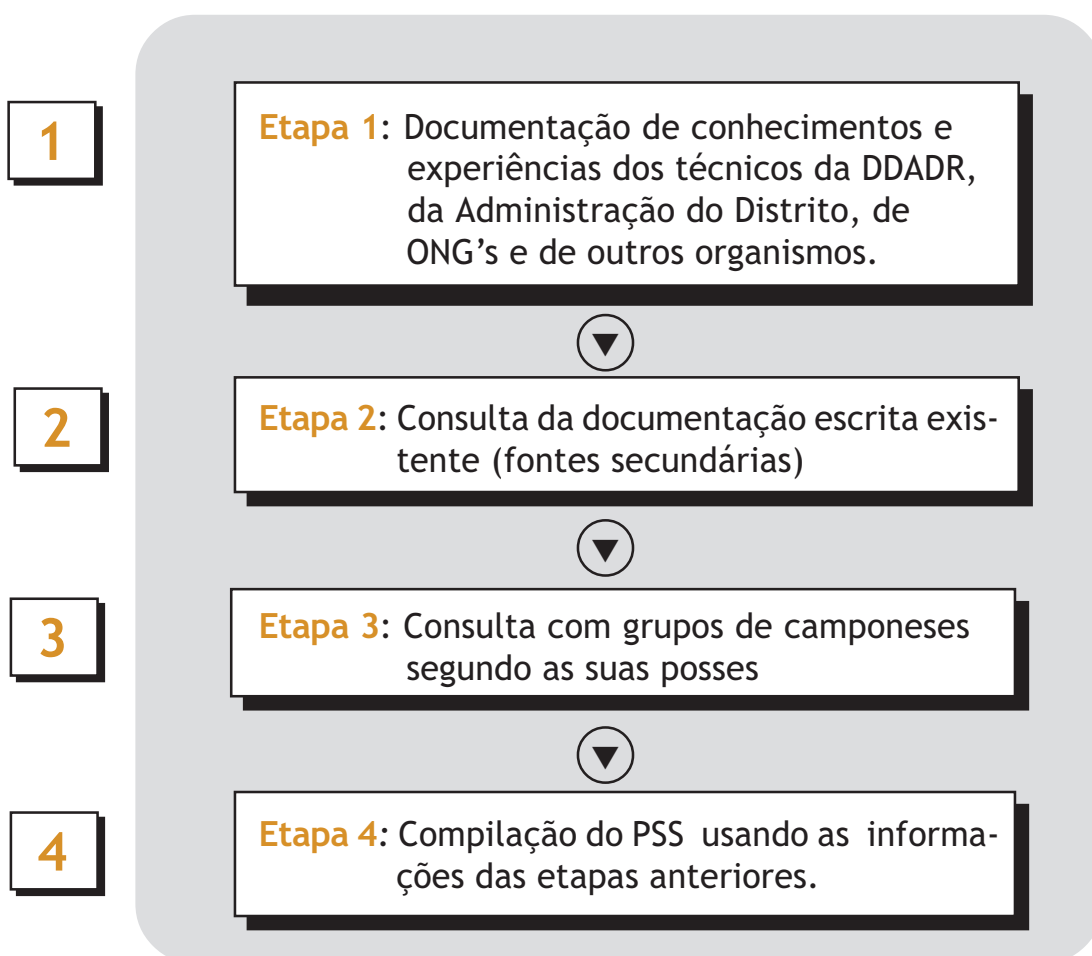 1
Etapa 1: Documentação de conhecimentos e
experiências dos técnicos da DDADR,
da Administração do Distrito, de
ONG’s e de outros organismos.
2
Etapa 2: Consulta da documentação escrita exis-
tente (fontes secundárias)
3
Etapa 3: Consulta com grupos de camponeses
segundo as suas posses
4
Etapa 4: Compilação do PSS usando as informa-
ções das etapas anteriores.